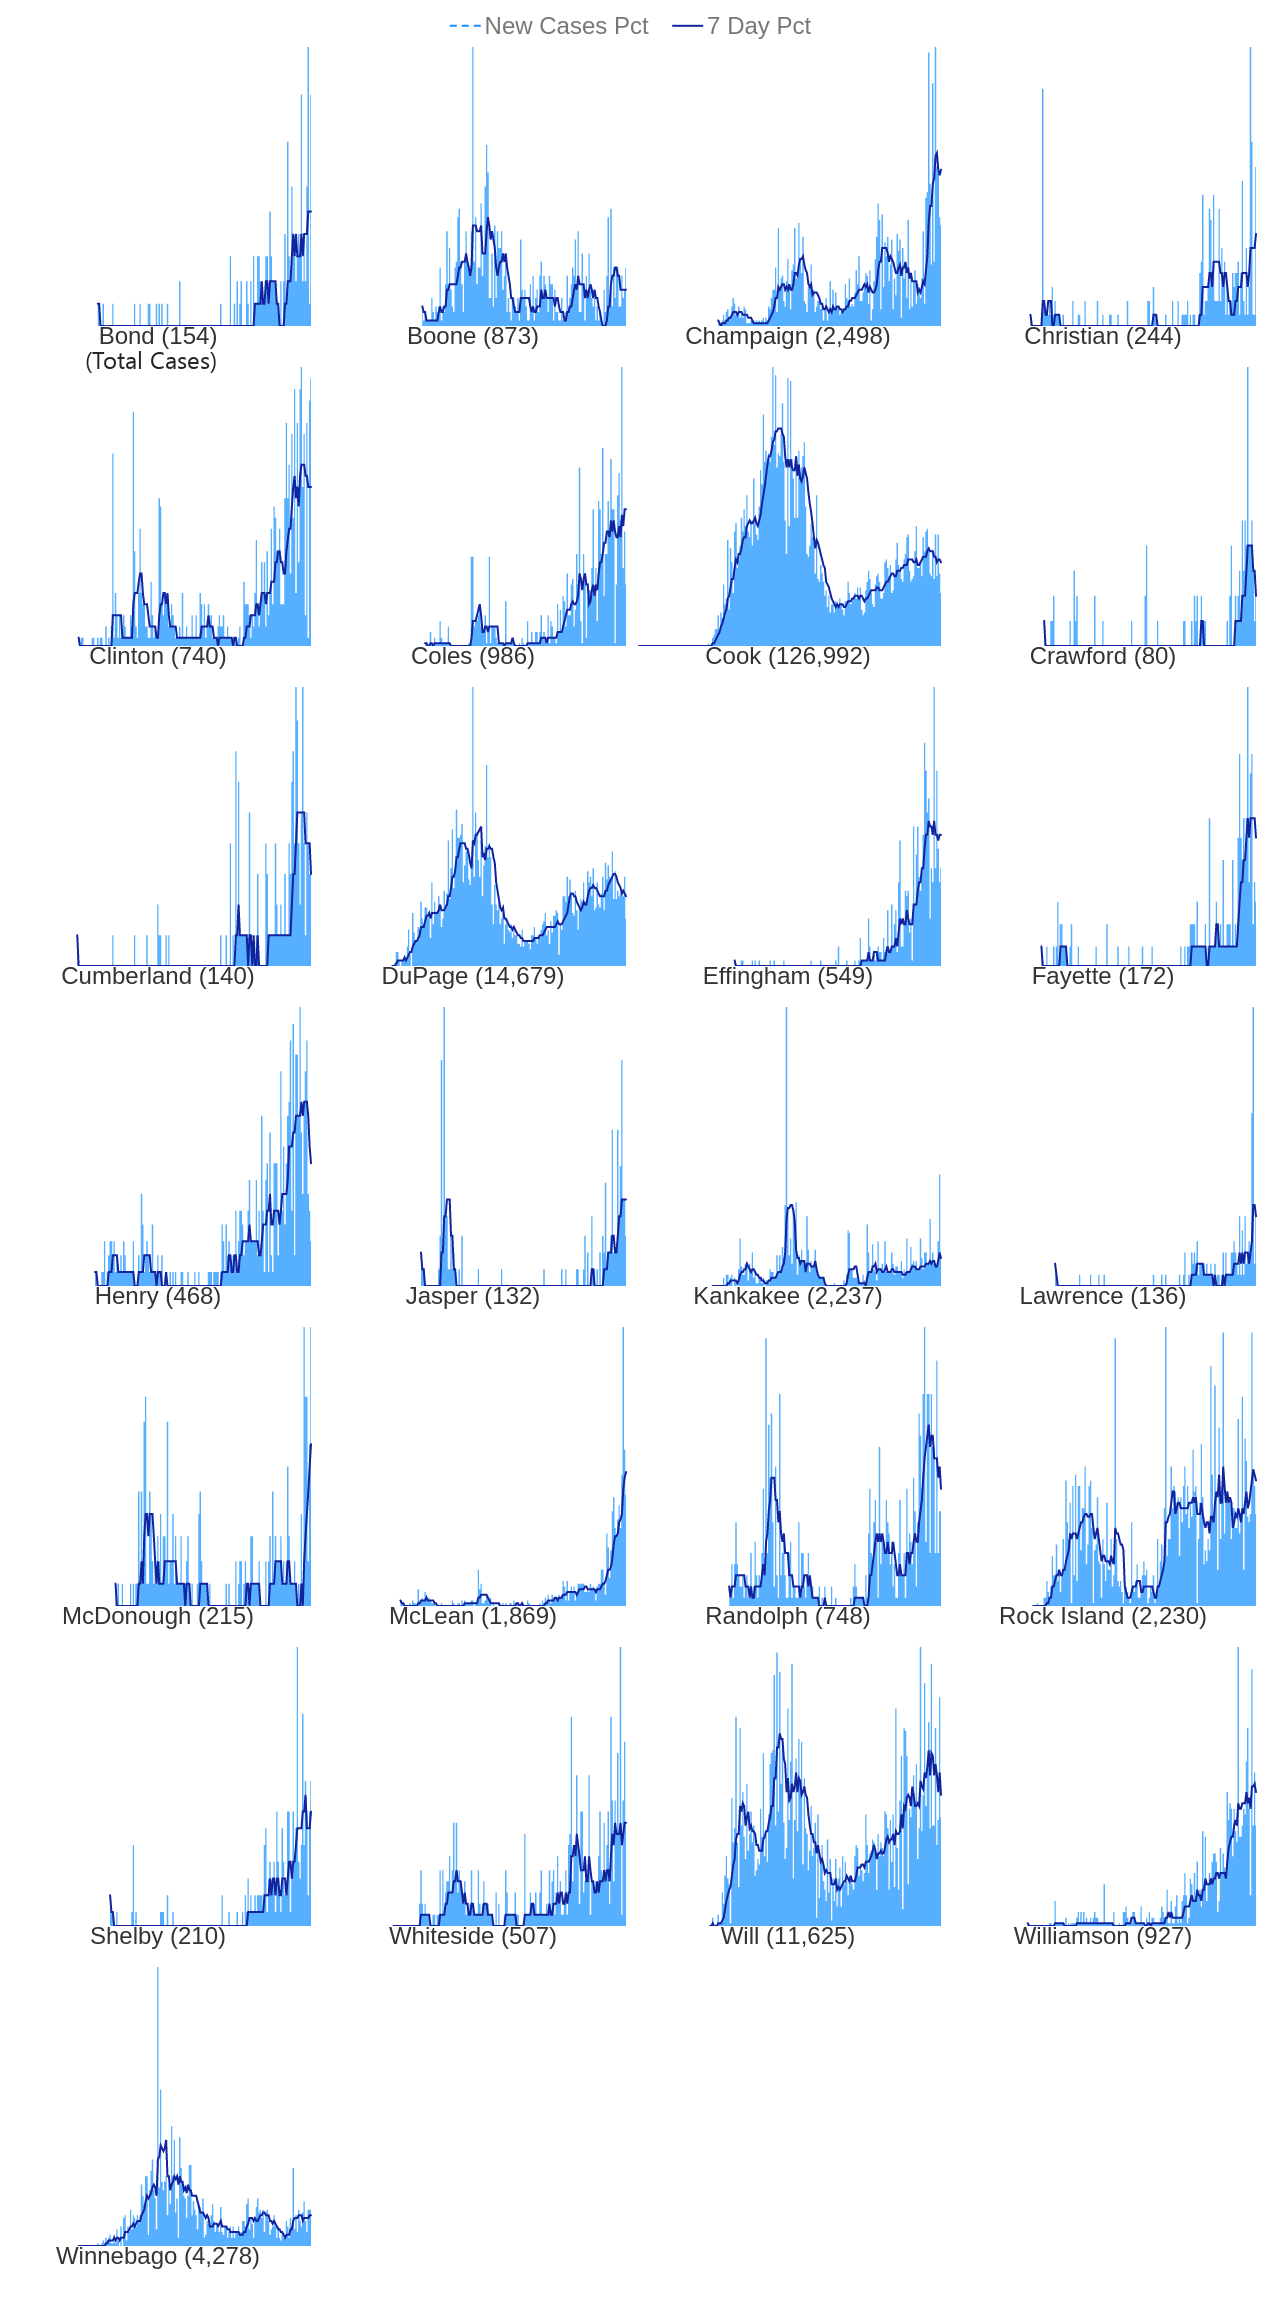 New Cases Pct 7 Day Pct
Bond (154) Boone (873) Champaign (2,498) Christian (244)
(Total Cases)
Clinton (740) Coles (986) Cook (126,992) Crawford (80)
Cumberland (140) DuPage (14,679) Effingham (549) Fayette (172)
Henry (468) Jasper (132) Kankakee (2,237) Lawrence (136)
McDonough (215) McLean (1,869) Randolph (748) Rock Island (2,230)
Shelby (210) Whiteside (507) Will (11,625) Williamson (927)
Winnebago (4,278)